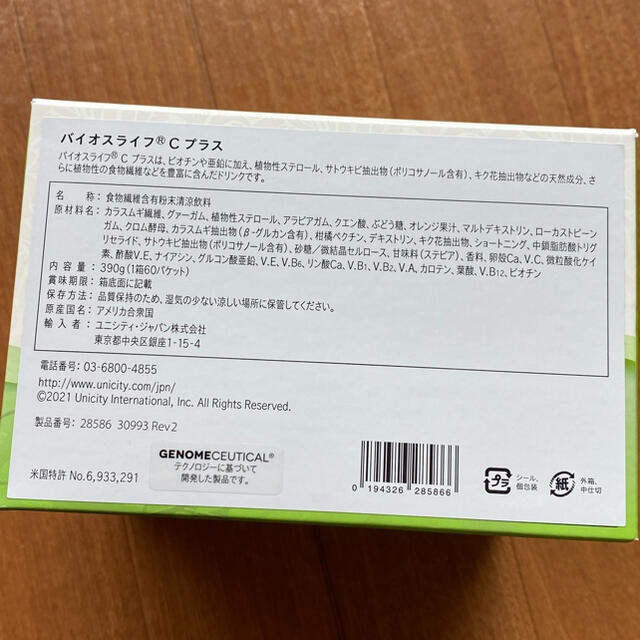 バイオスライフ® C プラス
バイオスライフ® C プラスは、ビオチンや亜鉛に加え、植物性ステロール、サトウキビ抽出物（ポリコサノール含有）、キク花抽出物などの天然成分、さ
らに植物性の食物繊維などを豊富に含んだドリンクです。
名 称：食物繊維含有粉末清涼飲料
原材料名：カラスムギ繊維、グァーガム、植物性ステロール、アラビアガム、クエン酸、ぶどう糖、オレンジ果汁、マルトデキストリン、ローカストビーン
ガム、クロム酵母、カラスムギ抽出物（β-グルカン含有）、柑橘ペクチン、デキストリン、キク花抽出物、ショートニング、中鎖脂肪酸トリグ
リセライド、サトウキビ抽出物（ポリコサノール含有）、砂糖/微結晶セルロース、甘味料（ステビア）、香料、卵殻Ca、V.C、微粒酸化ケイ
素、酢酸V.E、ナイアシン、グルコン酸亜鉛、V.E、V.B6、リン酸Ca、V.B1、V.B2、V.A、カロテン、葉酸、V.B12、ビオチン
内 容 量：390g（1箱60パケット）
賞味期限：箱底面に記載
保存方法：品質保持のため、湿気の少ない涼しい場所に保管してください。
原産国名：アメリカ合衆国
輸 入 者：ユニシティ・ジャパン株式会社
東京都中央区銀座1-15-4
電話番号：03-6800-4855
http://www.unicity.com/jpn/
©2021 Unicity International, Inc. All Rights Reserved.
製品番号：28586 30993 Rev2
米国特許 No.6,933,291
GENOMECEUTICAL®
テクノロジーに基づいて
開発した製品です。
0 194326 285866
プラ
シール、
個包装
紙
外箱、
中仕切